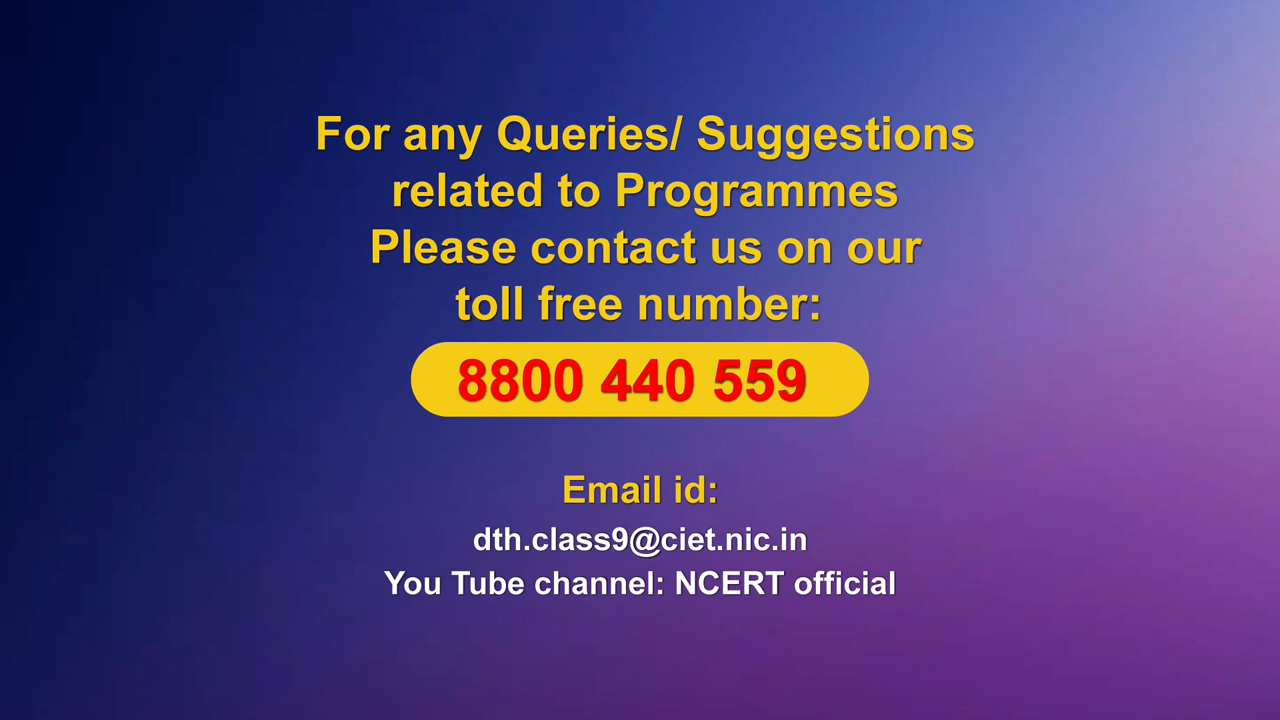 For any Queries/ Suggestions
related to Programmes
Please contact us on our
toll free number:
8800 440 559
Email id:
dth.class9@ciet.nic.in
You Tube channel: NCERT official